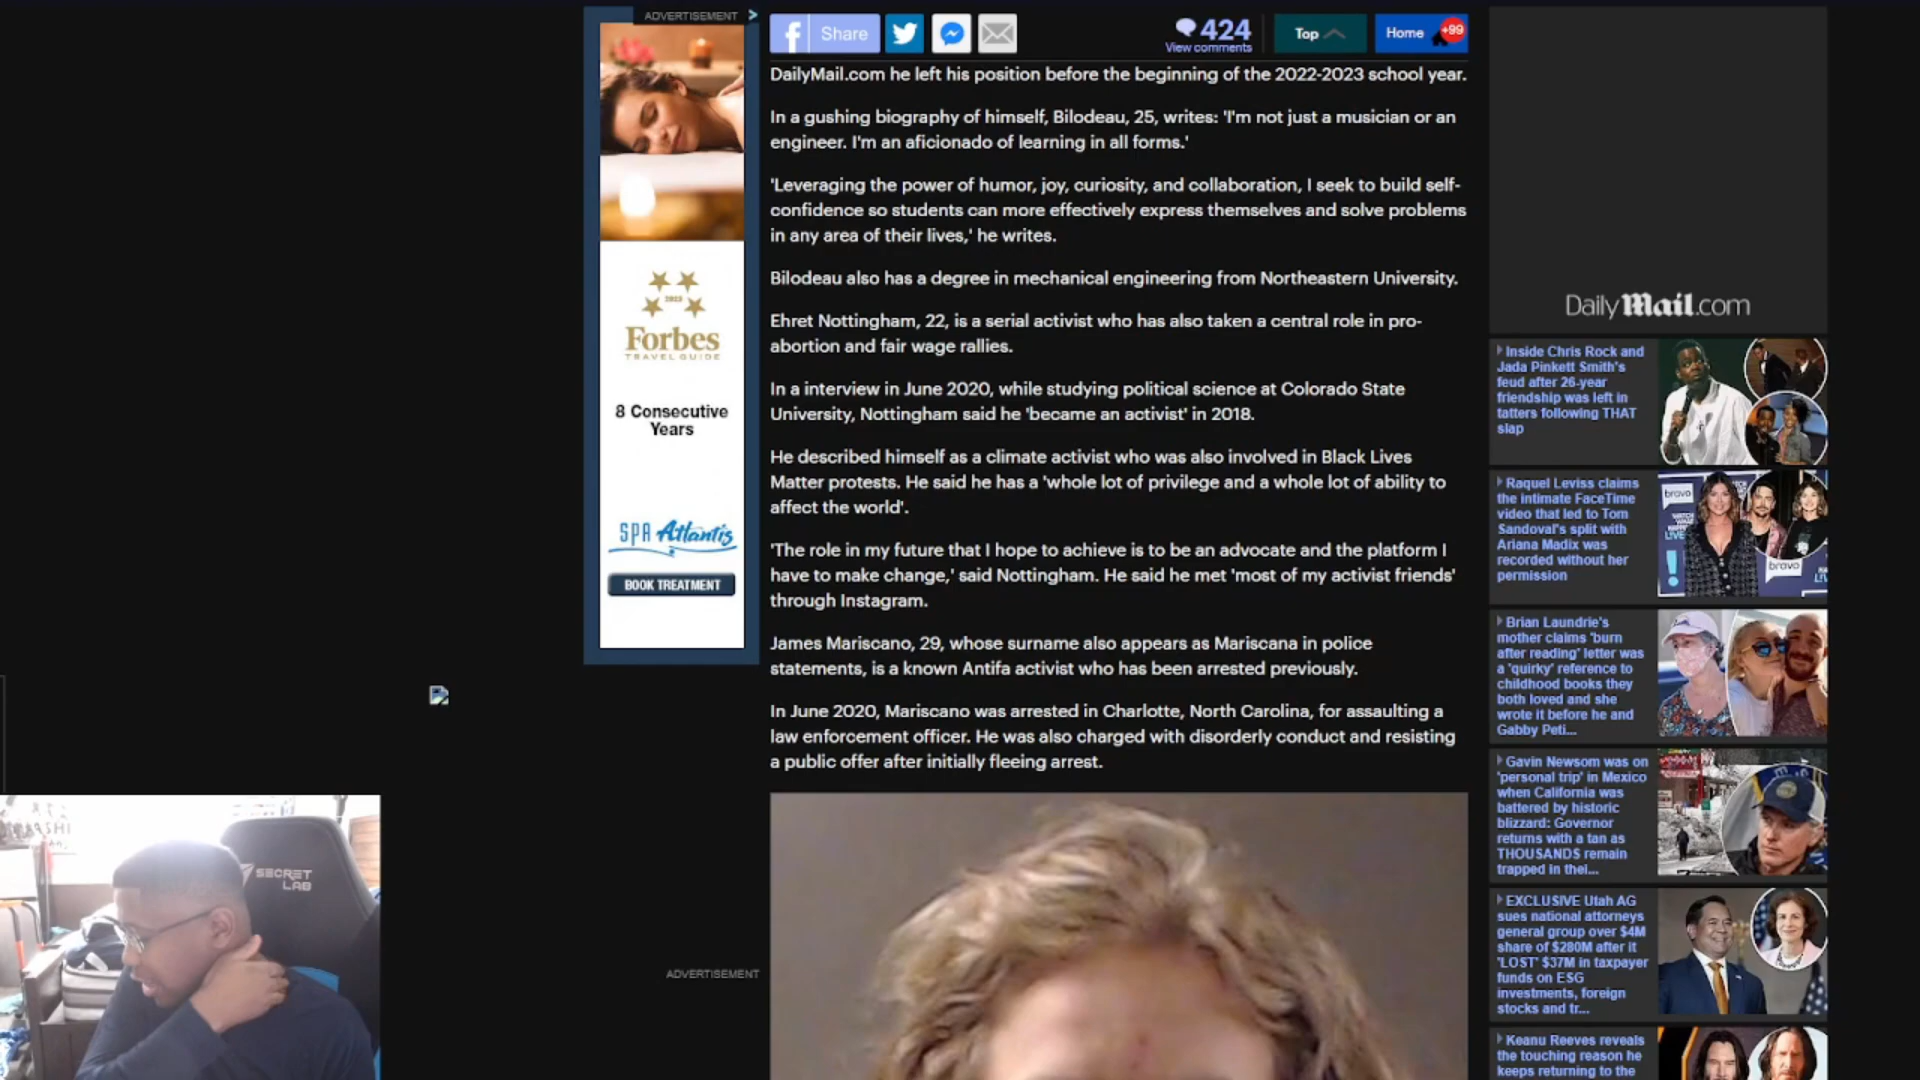 ADVERTISEMENT
Share
424
View comments
Top
Home
+99
DailyMail.com he left his position before the beginning of the 2022-2023 school year.
In a gushing biography of himself, Bilodeau, 25, writes: 'I'm not just a musician or an
engineer. I'm an aficionado of learning in all forms.'
'Leveraging the power of humor, joy, curiosity, and collaboration, I seek to build self-
confidence so students can more effectively express themselves and solve problems
in any area of their lives,' he writes.
Bilodeau also has a degree in mechanical engineering from Northeastern University.
Ehret Nottingham, 22, is a serial activist who has also taken a central role in pro-
abortion and fair wage rallies.
In a interview in June 2020, while studying political science at Colorado State
University, Nottingham said he 'became an activist' in 2018.
He described himself as a climate activist who was also involved in Black Lives
Matter protests. He said he has a 'whole lot of privilege and a whole lot of ability to
affect the world'.
'The role in my future that I hope to achieve is to be an advocate and the platform I
have to make change,' said Nottingham. He said he met 'most of my activist friends'
through Instagram.
James Mariscano, 29, whose surname also appears as Mariscana in police
statements, is a known Antifa activist who has been arrested previously.
In June 2020, Mariscano was arrested in Charlotte, North Carolina, for assaulting a
law enforcement officer. He was also charged with disorderly conduct and resisting
a public offer after initially fleeing arrest.
2023
Forbes
TRAVEL GUIDE
8 Consecutive
Years
SPA Atlantis
BOOK TREATMENT
ADVERTISEMENT
SECRET
LAB
Daily Mail.com
Inside Chris Rock and
Jada Pinkett Smith's
feud after 26-year
friendship was left in
tatters following THAT
slap
Raquel Leviss claims
the intimate FaceTime
video that led to Tom
Sandoval's split with
Ariana Madix was
recorded without her
permission
bravo
bravo
Brian Laundrie's
mother claims 'burn
after reading' letter was
a 'quirky' reference to
childhood books they
both loved and she
wrote it before he and
Gabby Peti...
Gavin Newsom was on
'personal trip' in Mexico
when California was
battered by historic
blizzard: Governor
returns with a tan as
THOUSANDS remain
trapped in thei...
EXCLUSIVE Utah AG
sues national attorneys
general group over $4M
share of $280M after it
'LOST' $37M in taxpayer
funds on ESG
investments, foreign
stocks and tr...
Keanu Reeves reveals
the touching reason he
keeps returning to the